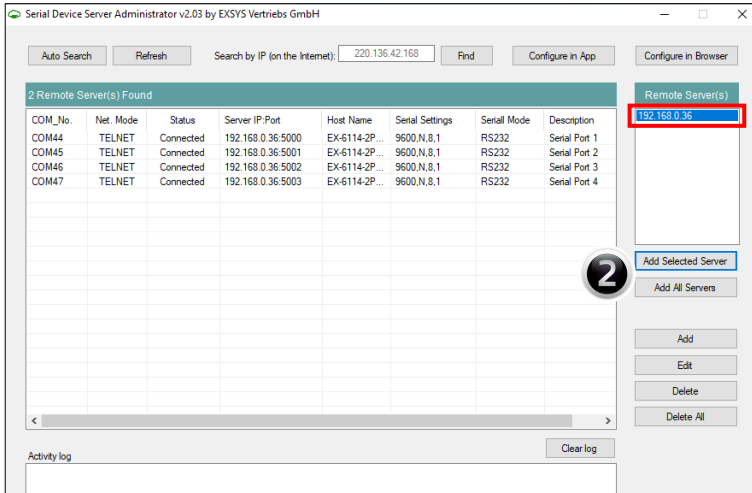 Serial Device Server Administrator v2.03 by EXSYS Vertriebs GmbH
Auto Search Refresh Search by IP (on the Internet): 220.136.42.168 Find Configure in App Configure in Browser
2 Remote Server(s) Found Remote Server(s)
COM_No. Net. Mode Status Server IP:Port Host Name Serial Settings Seriall Mode Description
192.168.0.36
COM44 TELNET Connected 192.168.0.36:5000 EX-6114-2P... 9600,N,8,1 RS232 Serial Port 1
COM45 TELNET Connected 192.168.0.36:5001 EX-6114-2P... 9600,N,8,1 RS232 Serial Port 2
COM46 TELNET Connected 192.168.0.36:5002 EX-6114-2P... 9600,N,8,1 RS232 Serial Port 3
COM47 TELNET Connected 192.168.0.36:5003 EX-6114-2P... 9600,N,8,1 RS232 Serial Port 4
2 Add Selected Server
Add All Servers
Add
Edit
Delete
Delete All
Activity log Clear log